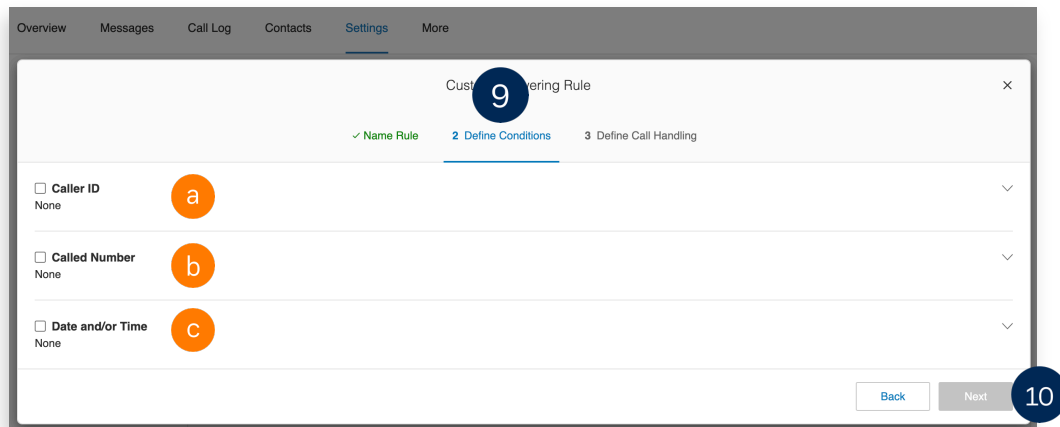 Overview Messages Call Log Contacts Settings More
Cust 9 ering Rule
✓ Name Rule 2 Define Conditions 3 Define Call Handling
Caller ID a
None
Called Number b
None
Date and/or Time c
None
Back Next 10